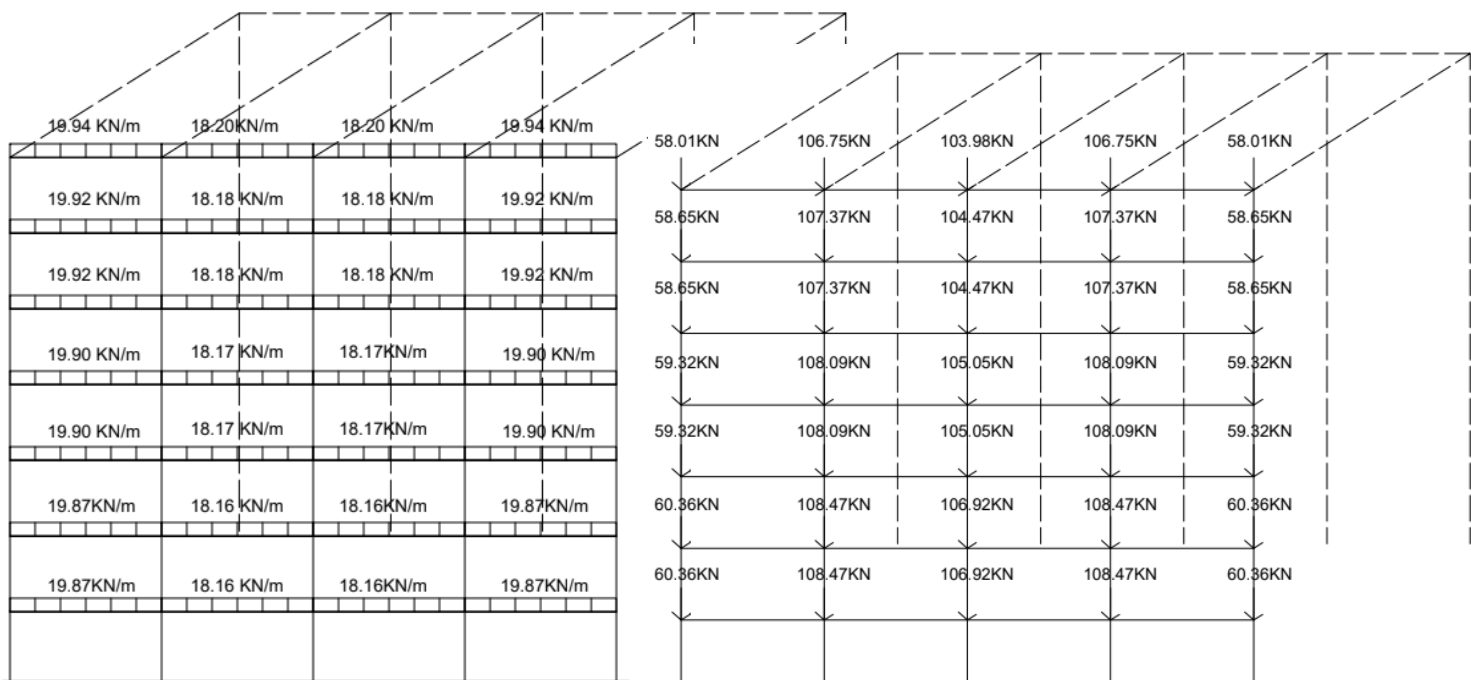 19.94 KN/m 18.20KN/m 18.20 KN/m 19.94 KN/m
19.92 KN/m 18.18 KN/m 18.18 KN/m 19.92 KN/m
19.92 KN/m 18.18 KN/m 18.18 KN/m 19.92 KN/m
19.90 KN/m 18.17 KN/m 18.17KN/m 19.90 KN/m
19.90 KN/m 18.17 KN/m 18.17KN/m 19.90 KN/m
19.87KN/m 18.16 KN/m 18.16KN/m 19.87KN/m
19.87KN/m 18.16 KN/m 18.16KN/m 19.87KN/m
58.01KN 106.75KN 103.98KN 106.75KN 58.01KN
58.65KN 107.37KN 104.47KN 107.37KN 58.65KN
58.65KN 107.37KN 104.47KN 107.37KN 58.65KN
59.32KN 108.09KN 105.05KN 108.09KN 59.32KN
59.32KN 108.09KN 105.05KN 108.09KN 59.32KN
60.36KN 108.47KN 106.92KN 108.47KN 60.36KN
60.36KN 108.47KN 106.92KN 108.47KN 60.36KN